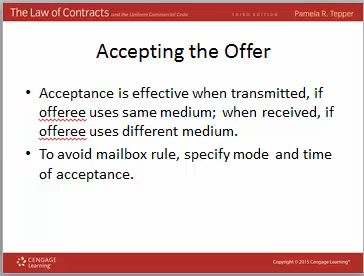 The Law of Contracts and the Uniform Commercial Code THIRD EDITION Pamela R. Tepper
Accepting the Offer
• Acceptance is effective when transmitted, if
offeree uses same medium; when received, if
offeree uses different medium.
• To avoid mailbox rule, specify mode and time
of acceptance.
CENGAGE
Learning™
Copyright © 2015 Cengage Learning®